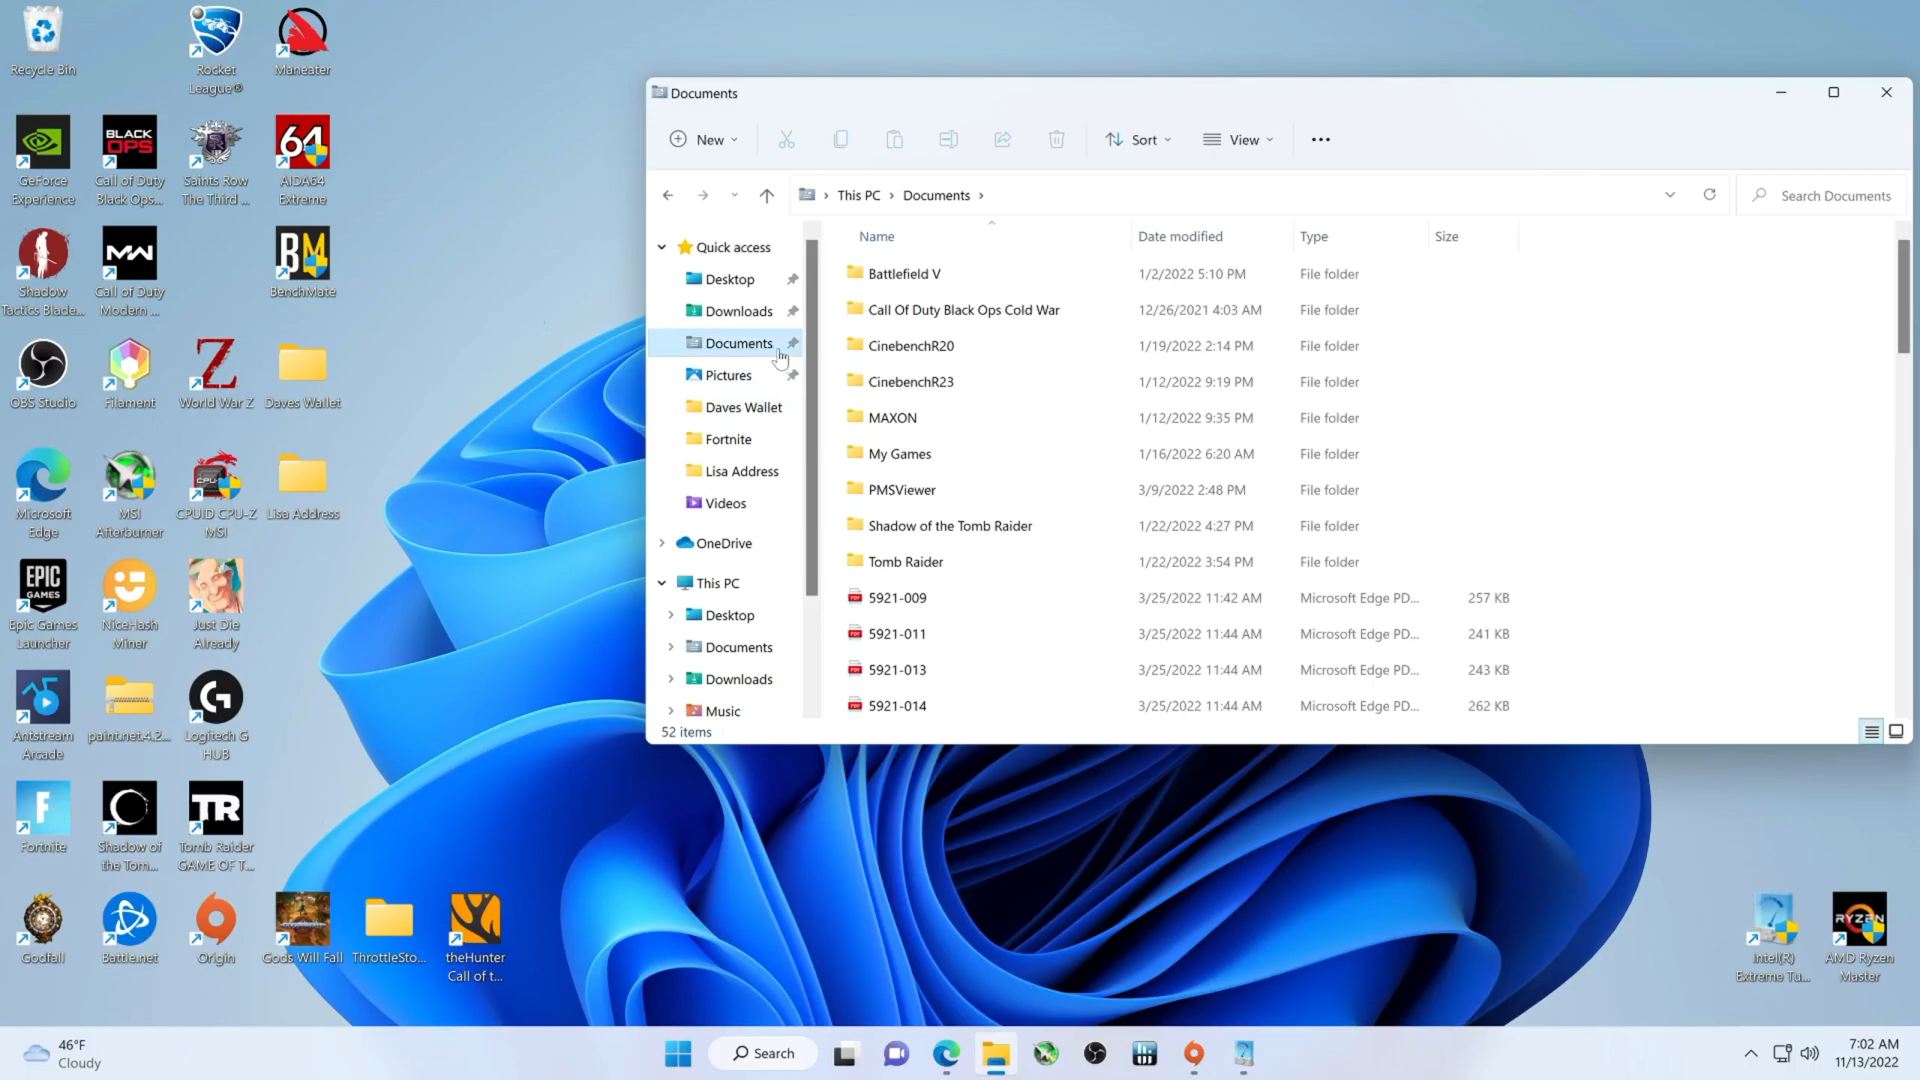 Recycle Bin
Rocket
League®
Maneater
GeForce
Experience
BLACK
OPS
Call of Duty
Black Ops...
Saints Row
The Third ...
64
AIDA64
Extreme
Shadow
Tactics Blade...
MW
Call of Duty
Modern ...
BM
BenchMate
OBS Studio
Filament
World War Z
Daves Wallet
Microsoft
Edge
MSI
Afterburner
CPU
CPUID CPU-Z
MSI
Lisa Address
EPIC
GAMES
Epic Games
Launcher
NiceHash
Miner
Just Die
Already
Antstream
Arcade
paint.net.4.2...
Logitech G
HUB
Fortnite
Shadow of
the Tom...
TR
Tomb Raider
GAME OF T...
Godfall
Battle.net
Origin
Gods Will Fall
ThrottleSto...
theHunter
Call of t...
Documents
New
Sort
View
This PC
Documents
Search Documents
Name
Date modified
Type
Size
Quick access
Desktop
Downloads
Documents
Pictures
Daves Wallet
Fortnite
Lisa Address
Videos
OneDrive
This PC
Desktop
Documents
Downloads
Music
Battlefield V 1/2/2022 5:10 PM File folder
Call Of Duty Black Ops Cold War 12/26/2021 4:03 AM File folder
CinebenchR20 1/19/2022 2:14 PM File folder
CinebenchR23 1/12/2022 9:19 PM File folder
MAXON 1/12/2022 9:35 PM File folder
My Games 1/16/2022 6:20 AM File folder
PMSViewer 3/9/2022 2:48 PM File folder
Shadow of the Tomb Raider 1/22/2022 4:27 PM File folder
Tomb Raider 1/22/2022 3:54 PM File folder
5921-009 3/25/2022 11:42 AM Microsoft Edge PD... 257 KB
5921-011 3/25/2022 11:44 AM Microsoft Edge PD... 241 KB
5921-013 3/25/2022 11:44 AM Microsoft Edge PD... 243 KB
5921-014 3/25/2022 11:44 AM Microsoft Edge PD... 262 KB
52 items
Intel(R)
Extreme Tu...
RYZEN
AMD Ryzen
Master
46°F
Cloudy
Search
7:02 AM
11/13/2022